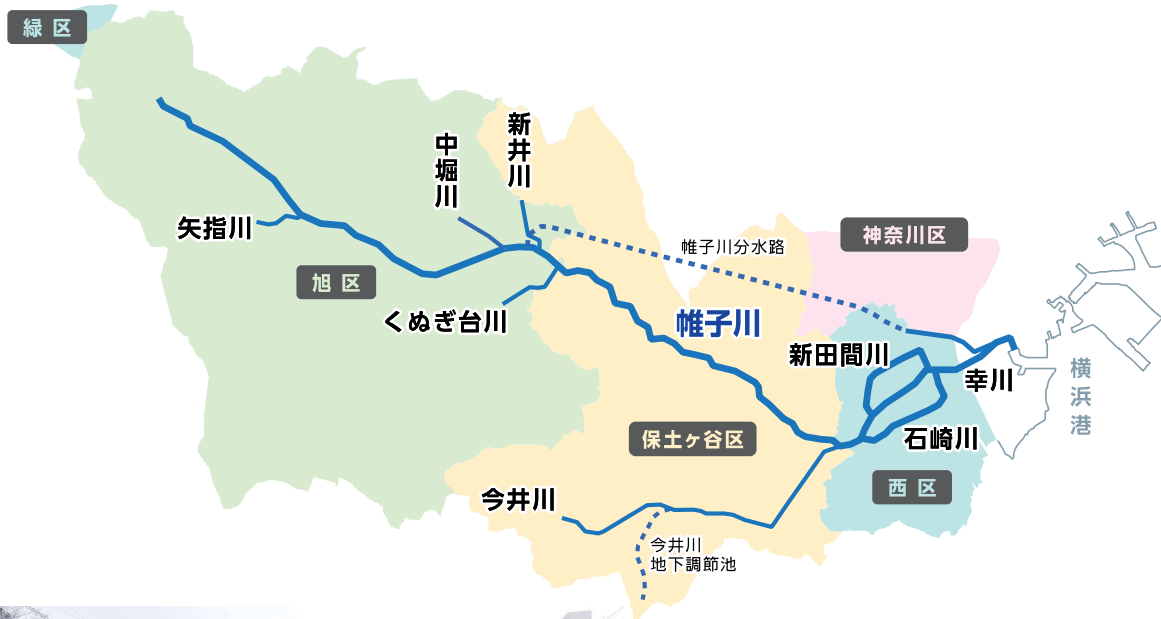 緑 区
新井川
中堀川
矢指川
神奈川区
帷子川分水路
旭 区
くぬぎ台川
帷子川
新田間川
幸川
横浜港
石崎川
保土ヶ谷区
西 区
今井川
今井川
地下調節池